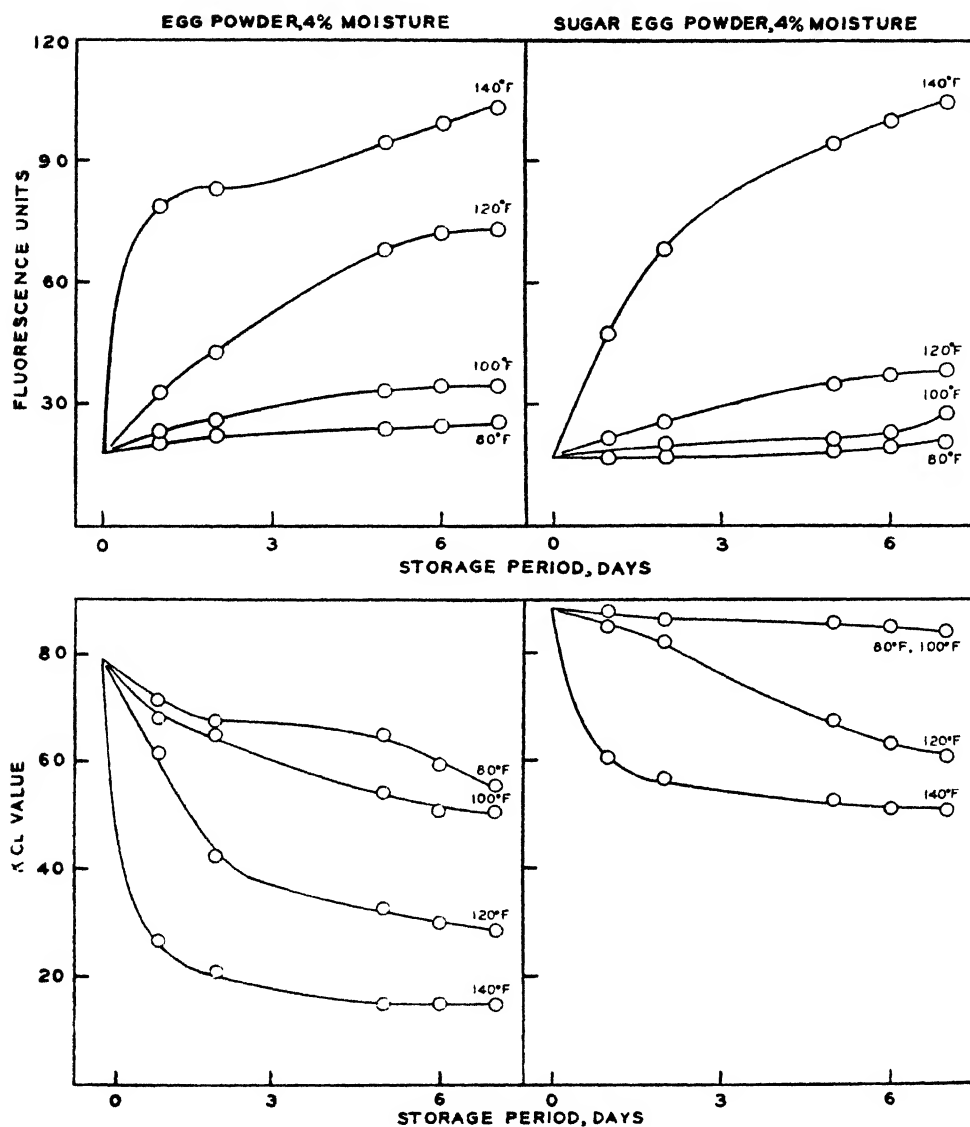 EGG POWDER, 4% MOISTURE
SUGAR EGG POWDER, 4% MOISTURE
120
90
60
30
FLUORESCENCE UNITS
140°F
120°F
100°F
80°F
140°F
120°F
100°F
80°F
0 3 6 0 3 6
STORAGE PERIOD, DAYS
80
60
40
20
KCL VALUE
80°F
100°F
120°F
140°F
80°F, 100°F
120°F
140°F
0 3 6 0 3 6
STORAGE PERIOD, DAYS